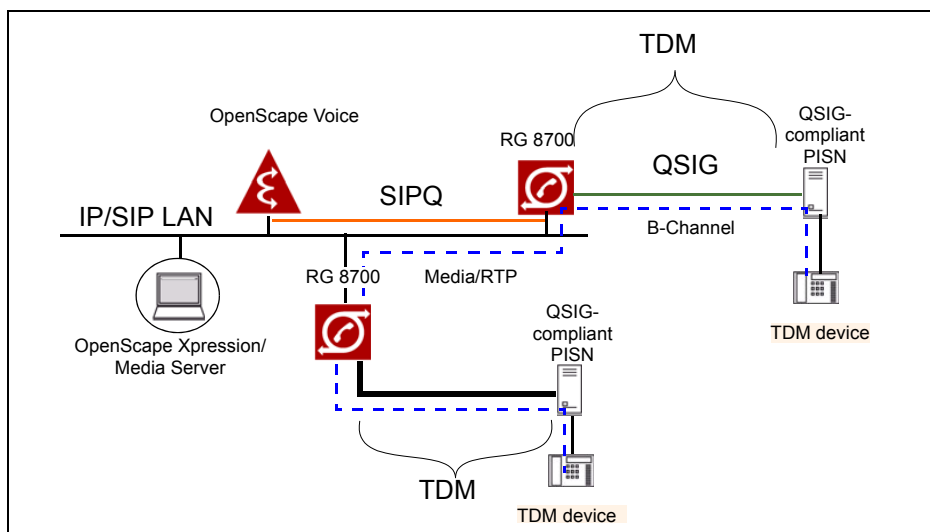 TDM
OpenScape Voice
QSIG-
compliant
PISN
RG 8700
QSIG
SIPQ
IP/SIP LAN
B-Channel
RG 8700
Media/RTP
QSIG-
compliant
PISN
TDM device
OpenScape Xpression/
Media Server
TDM
TDM device